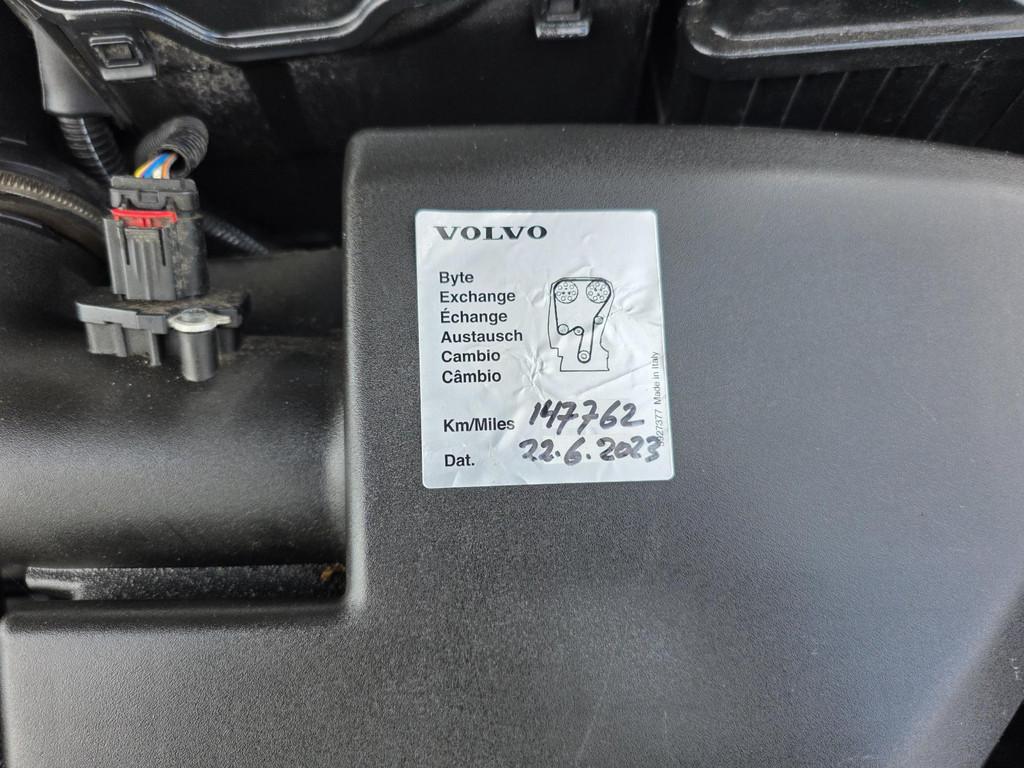 VOLVO
Byte
Exchange
Échange
Austausch
Cambio
Câmbio
Km/Miles 147762
Dat. 22.6.2023
Made in Italy